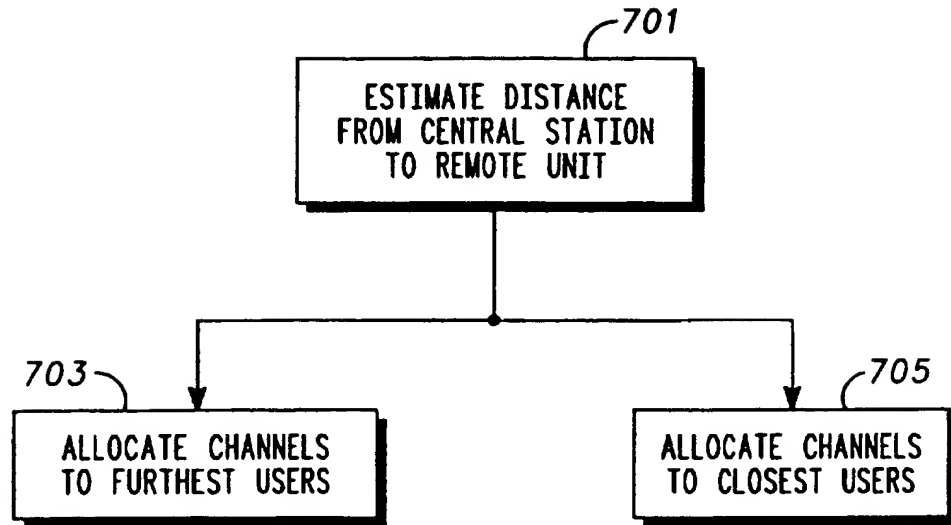 701
ESTIMATE DISTANCE
FROM CENTRAL STATION
TO REMOTE UNIT
703
ALLOCATE CHANNELS
TO FURTHEST USERS
705
ALLOCATE CHANNELS
TO CLOSEST USERS